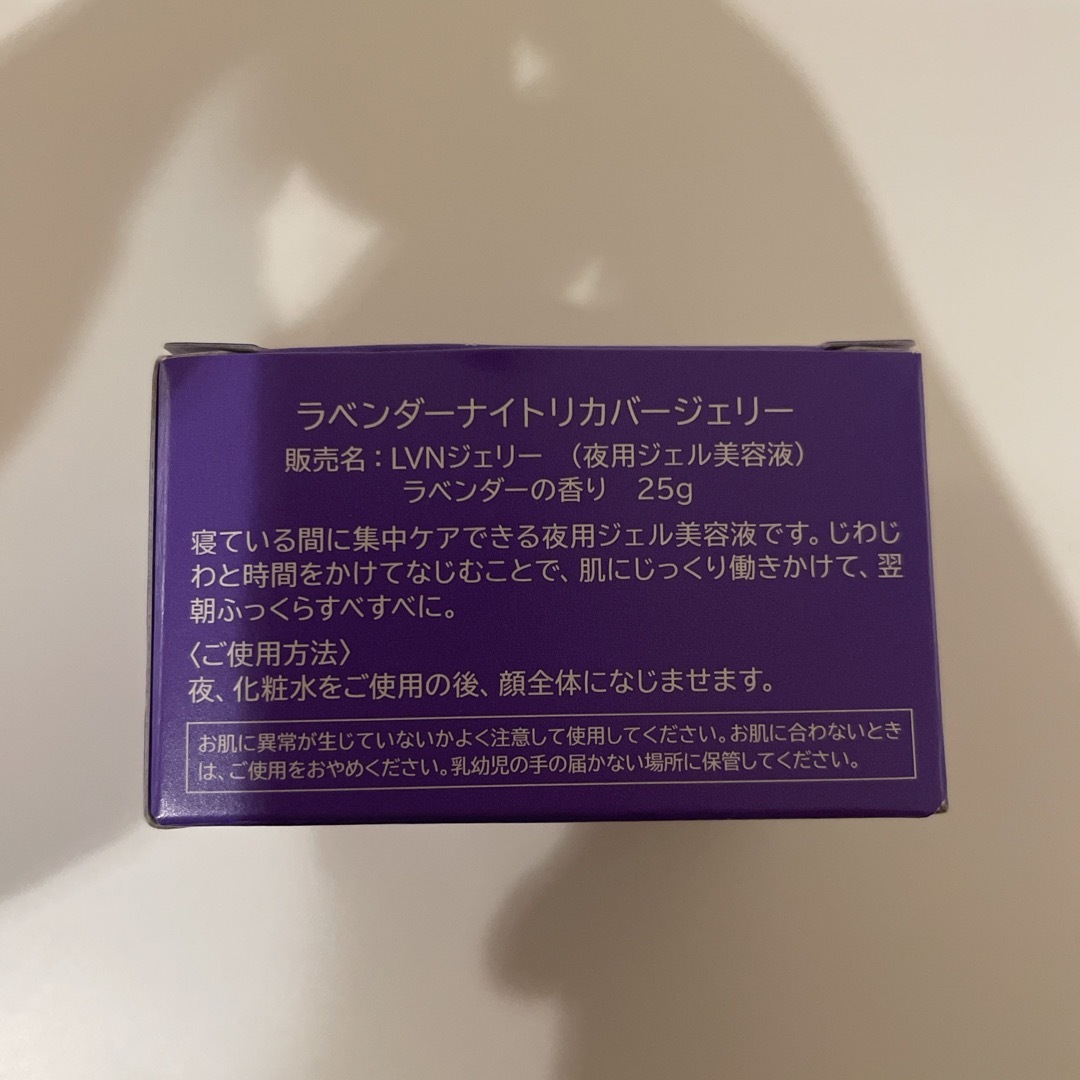 ラベンダーナイトリカバージェリー
販売名：LVNジェリー （夜用ジェル美容液）
ラベンダーの香り 25g
寝ている間に集中ケアできる夜用ジェル美容液です。じわじ
わと時間をかけてなじむことで、肌にじっくり働きかけて、翌
朝ふっくらすべすべに。
〈ご使用方法〉
夜、化粧水をご使用の後、顔全体になじませます。
お肌に異常が生じていないかよく注意して使用してください。お肌に合わないとき
は、ご使用をおやめください。乳幼児の手の届かない場所に保管してください。